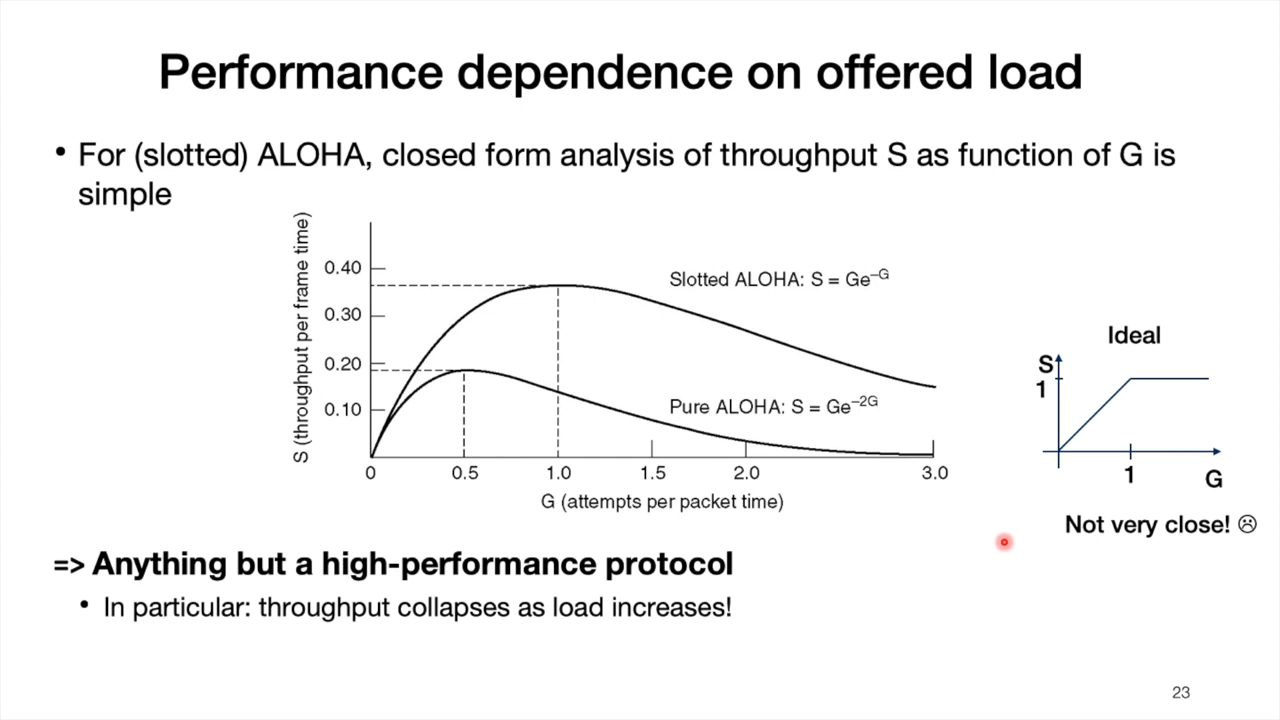 Performance dependence on offered load
• For (slotted) ALOHA, closed form analysis of throughput S as function of G is
simple
S (throughput per frame time)
0.40
0.30
0.20
0.10
Slotted ALOHA: S = Ge⁻ᴳ
Pure ALOHA: S = Ge⁻²ᴳ
0 0.5 1.0 1.5 2.0 3.0
G (attempts per packet time)
Ideal
S
1
1
G
Not very close! ☹
=> Anything but a high-performance protocol
• In particular: throughput collapses as load increases!
23